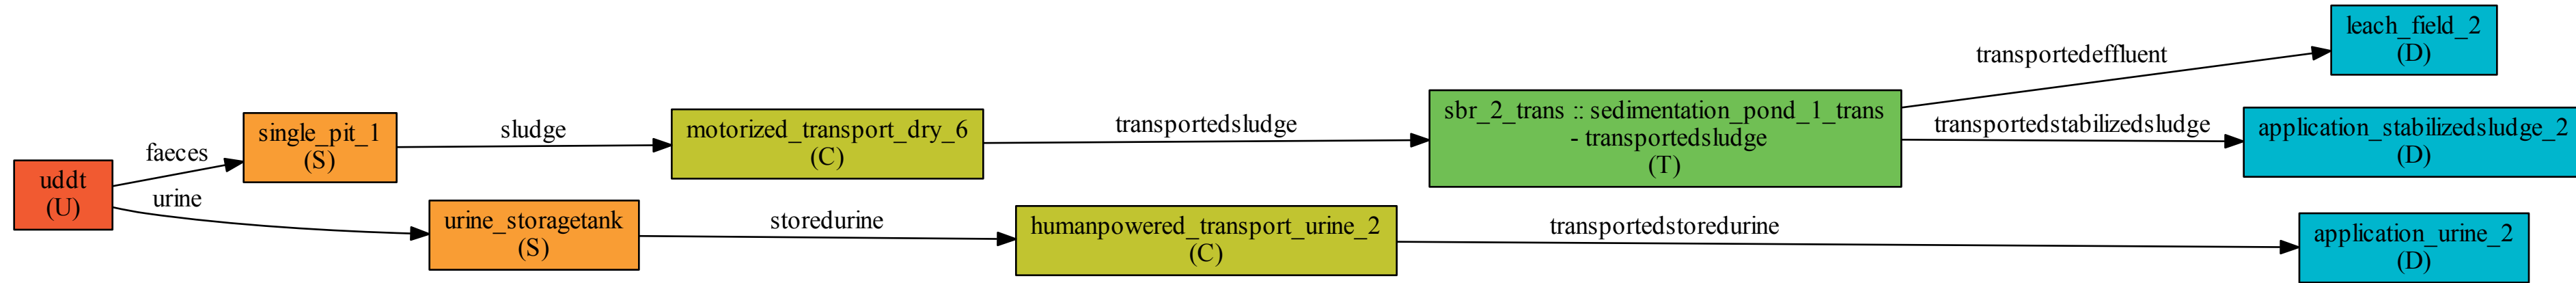 uddt
(U)
faeces
urine
single_pit_1
(S)
urine_storagetank
(S)
sludge
storedurine
motorized_transport_dry_6
(C)
humanpowered_transport_urine_2
(C)
transportedsludge
transportedstoredurine
sbr_2_trans :: sedimentation_pond_1_trans
- transportedsludge
(T)
transportedeffluent
transportedstabilizedsludge
leach_field_2
(D)
application_stabilizedsludge_2
(D)
application_urine_2
(D)